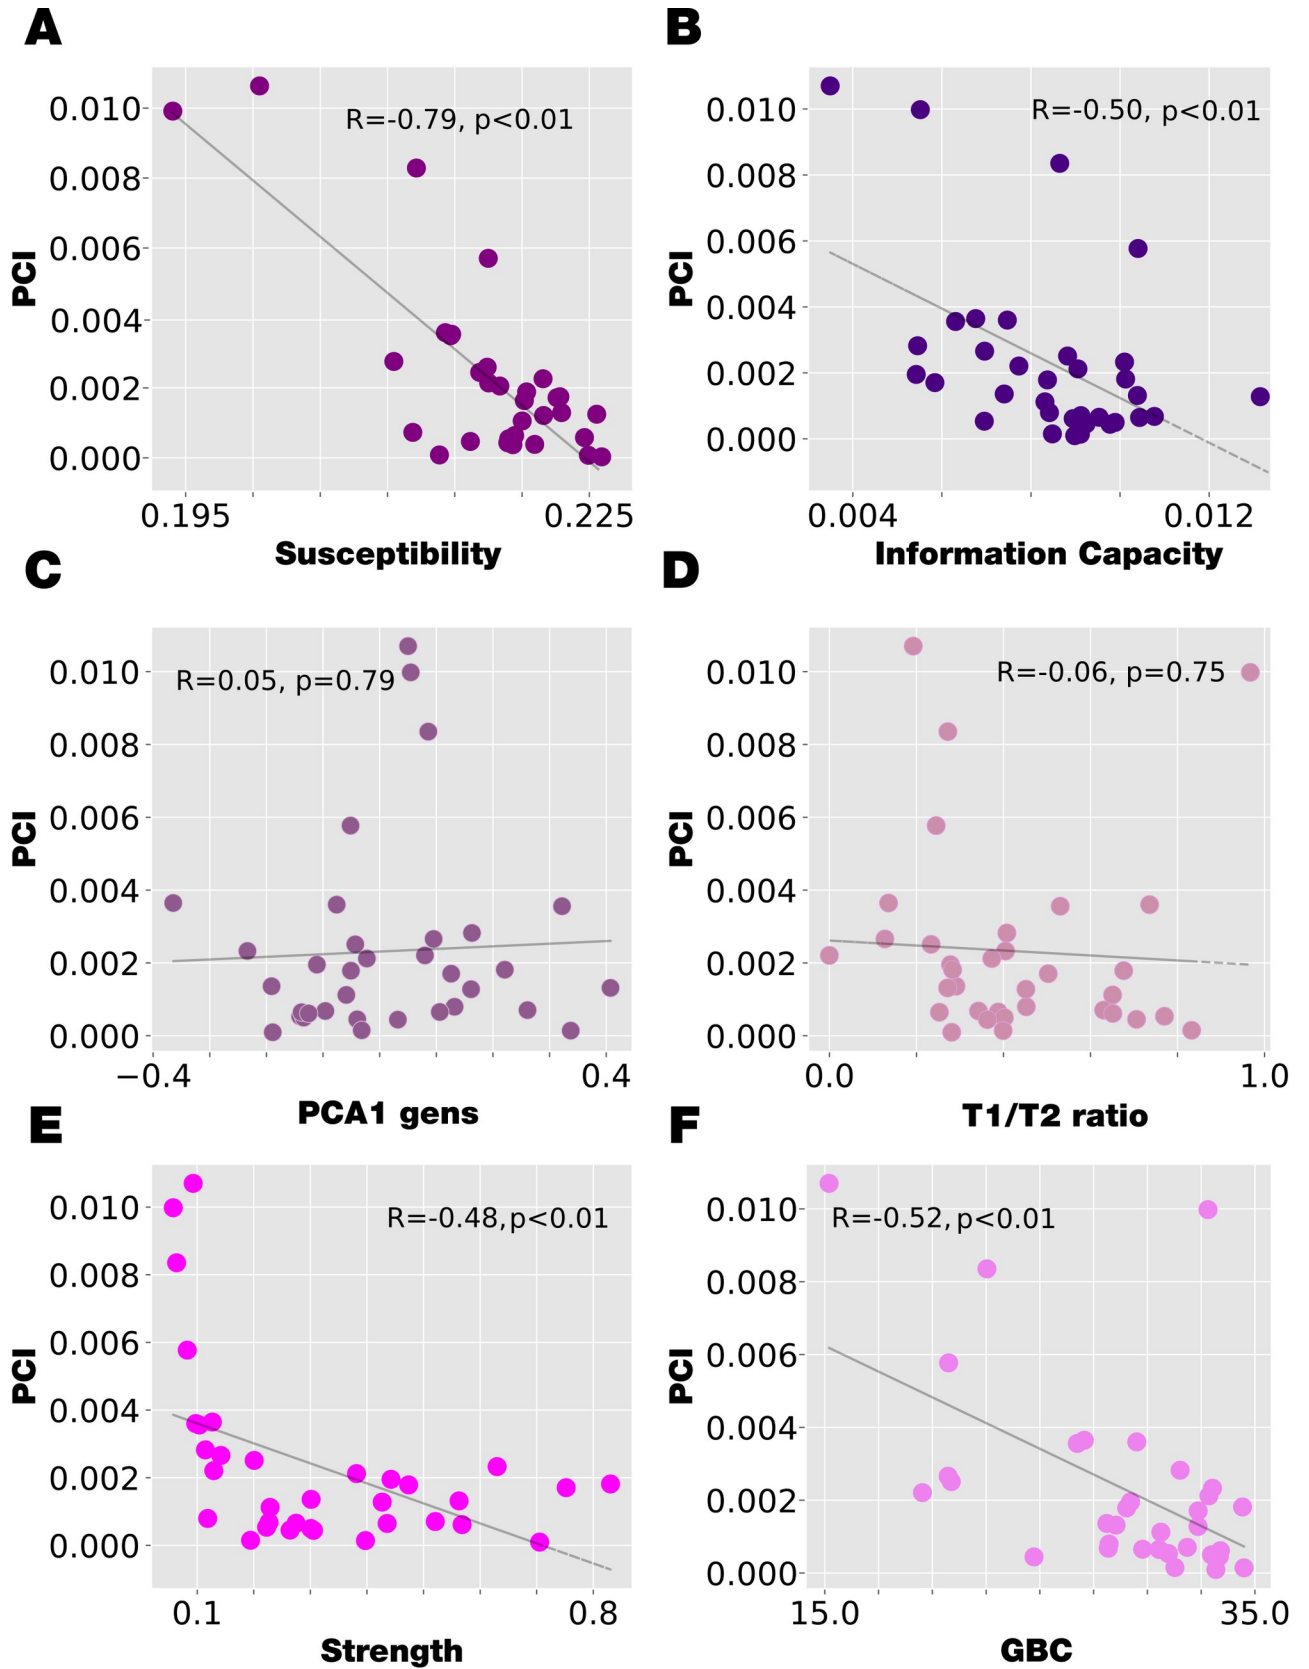 A
0.010
0.008
0.006
0.004
0.002
0.000
PCI
R=-0.79, p<0.01
0.195
0.225
Susceptibility
B
0.010
0.008
0.006
0.004
0.002
0.000
PCI
R=-0.50, p<0.01
0.004
0.012
Information Capacity
C
0.010
0.008
0.006
0.004
0.002
0.000
PCI
R=0.05, p=0.79
−0.4
0.4
PCA1 gens
D
0.010
0.008
0.006
0.004
0.002
0.000
PCI
R=-0.06, p=0.75
0.0
1.0
T1/T2 ratio
E
0.010
0.008
0.006
0.004
0.002
0.000
PCI
R=-0.48,p<0.01
0.1
0.8
Strength
F
0.010
0.008
0.006
0.004
0.002
0.000
PCI
R=-0.52,p<0.01
15.0
35.0
GBC